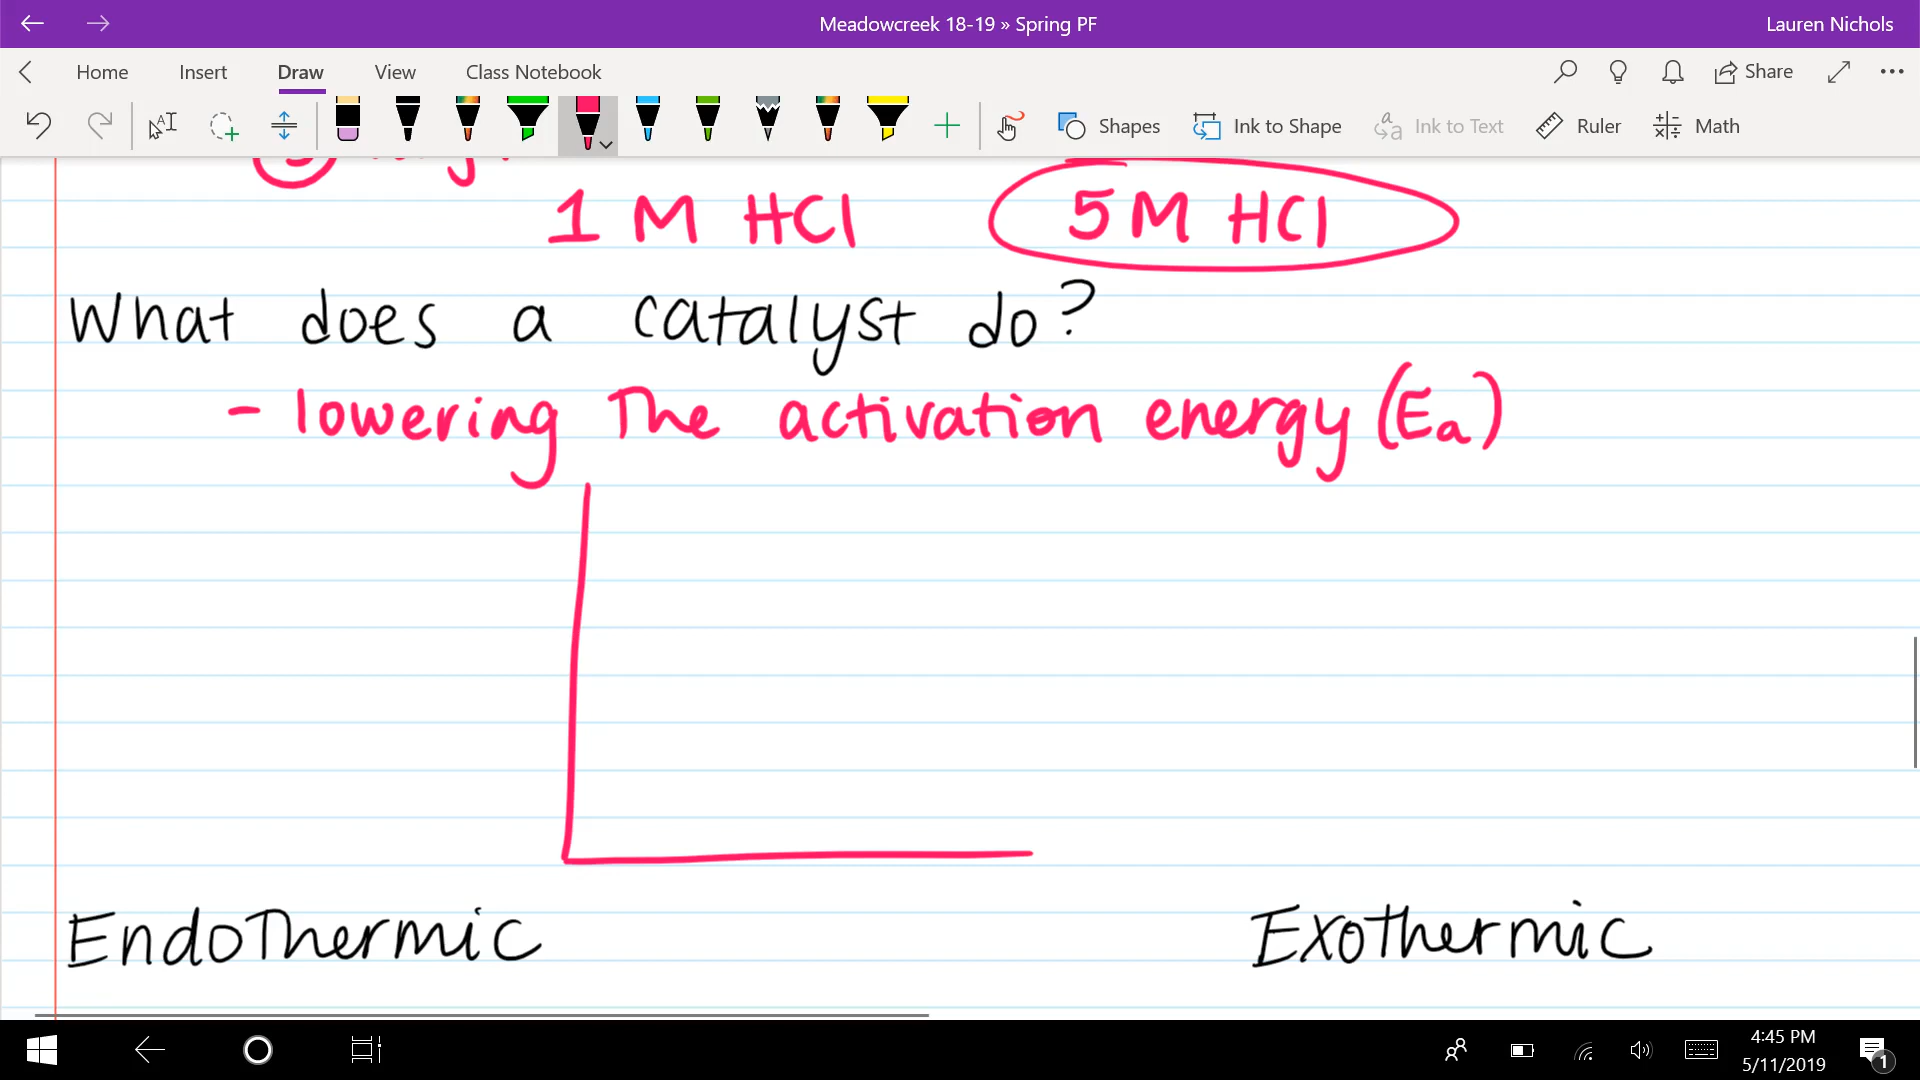 Meadowcreek 18-19 » Spring PF
Lauren Nichols
Home Insert Draw View Class Notebook
Share
Shapes Ink to Shape Ink to Text Ruler Math
1 M HCl 5 M HCl
What does a catalyst do?
- lowering the activation energy (Ea)
Endothermic Exothermic
4:45 PM
5/11/2019
1